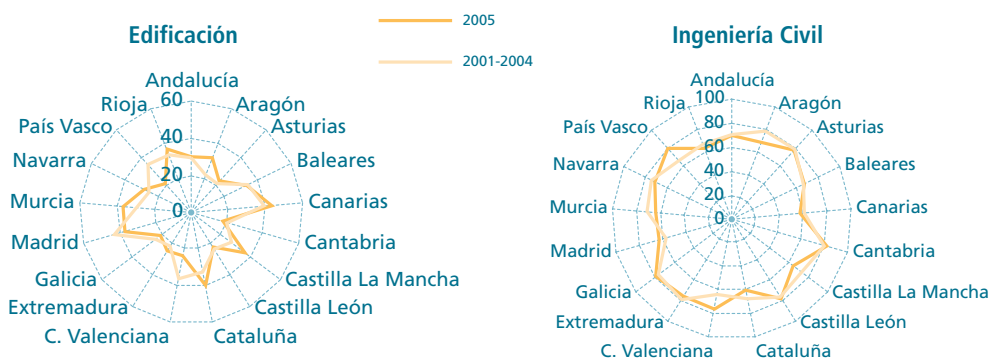 2005
2001-2004
Edificación
Andalucía
Aragón
Asturias
Baleares
Canarias
Cantabria
Castilla La Mancha
Castilla León
Cataluña
C. Valenciana
Extremadura
Galicia
Madrid
Murcia
Navarra
País Vasco
Rioja
60
40
20
0
Ingeniería Civil
Andalucía
Aragón
Asturias
Baleares
Canarias
Cantabria
Castilla La Mancha
Castilla León
Cataluña
C. Valenciana
Extremadura
Galicia
Madrid
Murcia
Navarra
País Vasco
Rioja
100
80
60
40
20
0